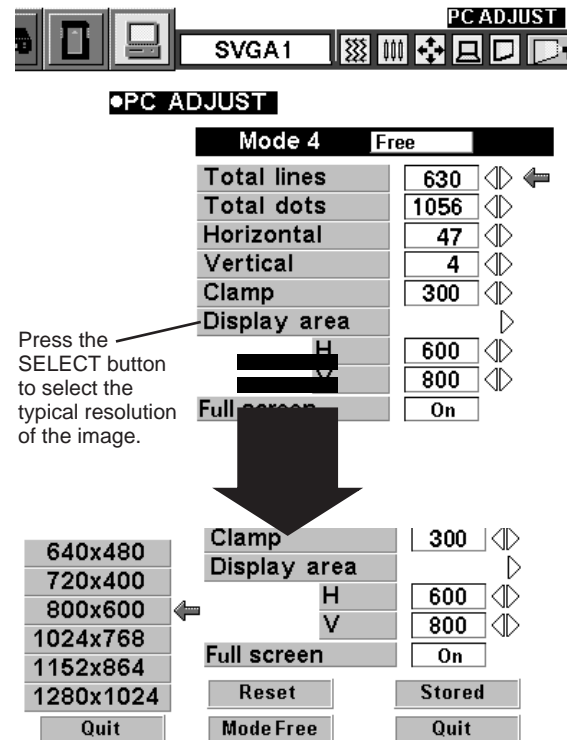 PC ADJUST
SVGA1
●PC ADJUST
Mode 4 Free
Total lines 630
Total dots 1056
Horizontal 47
Vertical 4
Clamp 300
Display area
H 600
V 800
Full screen On
Press the
SELECT button
to select the
typical resolution
of the image.
640x480
720x400
800x600
1024x768
1152x864
1280x1024
Quit
Clamp 300
Display area
H 600
V 800
Full screen On
Reset Stored
Mode Free Quit